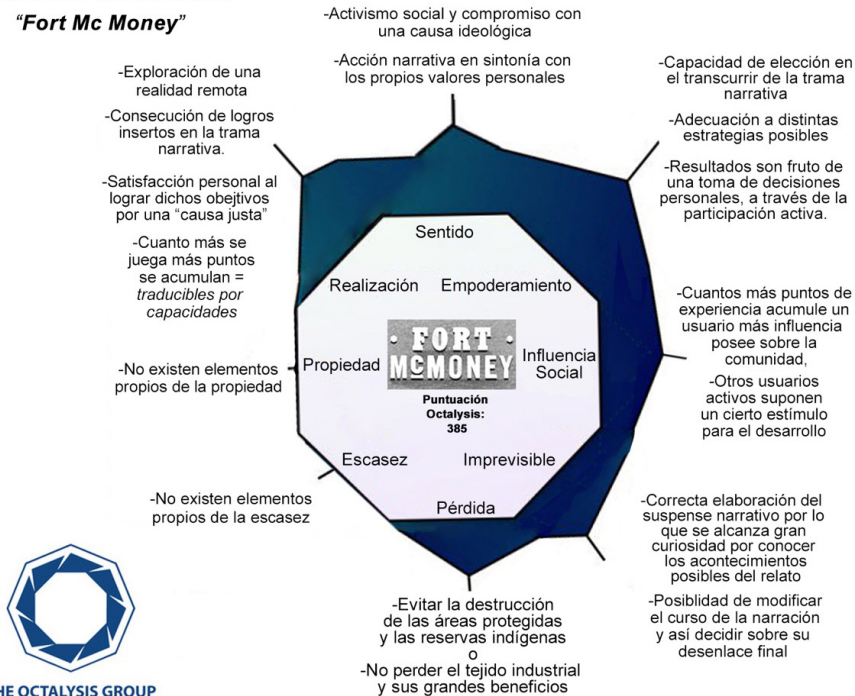 “Fort Mc Money”
-Activismo social y compromiso con
una causa ideológica
-Acción narrativa en sintonía con
los propios valores personales
-Exploración de una
realidad remota
-Consecución de logros
insertos en la trama
narrativa.
-Satisfacción personal al
lograr dichos obejtivos
por una “causa justa”
-Cuanto más se
juega más puntos
se acumulan =
traducibles por
capacidades
-Capacidad de elección en
el transcurrir de la trama
narrativa
-Adecuación a distintas
estrategias posibles
-Resultados son fruto de
una toma de decisiones
personales, a través de la
participación activa.
Sentido
Realización
Empoderamiento
Propiedad
· FORT ·
MCMONEY
Influencia
Social
Puntuación
Octalysis:
385
Escasez
Imprevisible
Pérdida
-No existen elementos
propios de la propiedad
-Cuantos más puntos de
experiencia acumule un
usuario más influencia
posee sobre la
comunidad,
-Otros usuarios
activos suponen
un cierto estímulo
para el desarrollo
-No existen elementos
propios de la escasez
-Correcta elaboración del
suspense narrativo por lo
que se alcanza gran
curiosidad por conocer
los acontecimientos
posibles del relato
-Posiblidad de modificar
el curso de la narración
y así decidir sobre su
desenlace final
-Evitar la destrucción
de las áreas protegidas
y las reservas indígenas
o
-No perder el tejido industrial
y sus grandes beneficios
HE OCTALYSIS GROUP